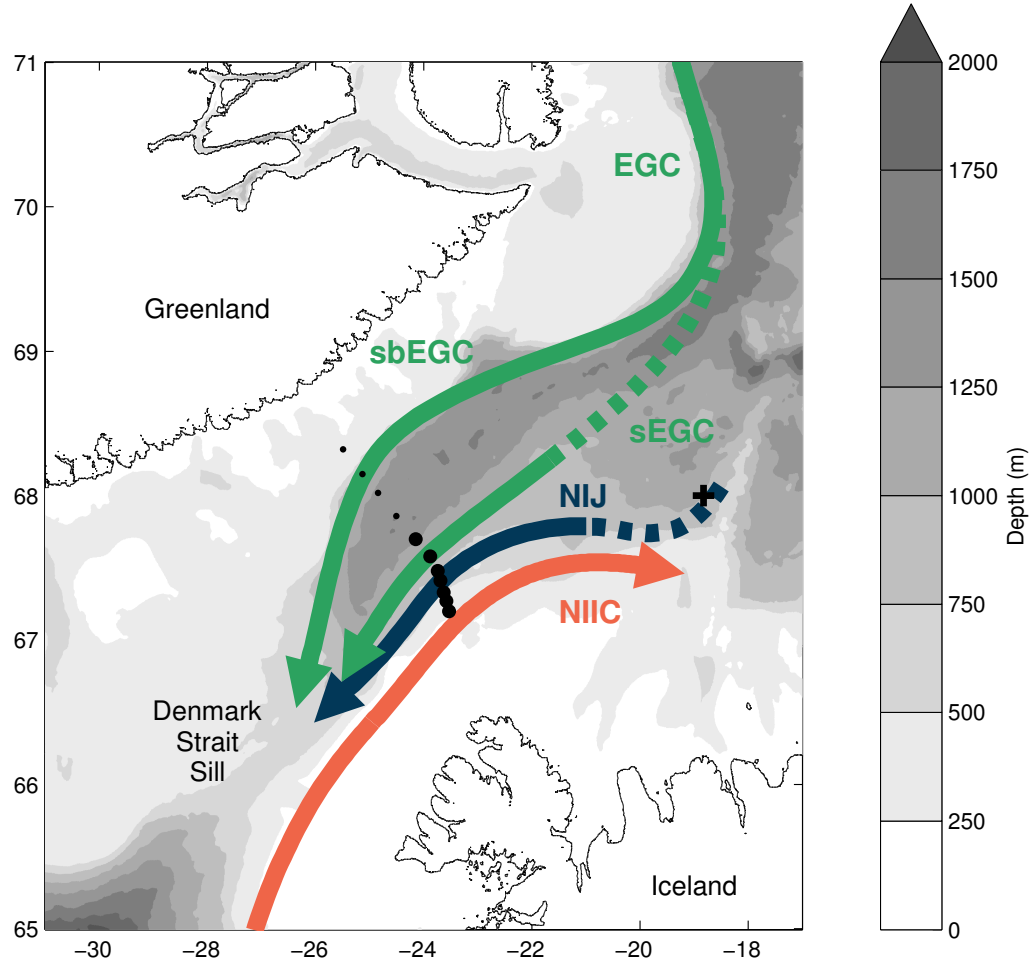 71
70
69
68
67
66
65
−30
−28
−26
−24
−22
−20
−18
EGC
Greenland
sbEGC
sEGC
NIJ
NIIC
Denmark
Strait
Sill
Iceland
2000
1750
1500
1250
1000
750
500
250
0
Depth (m)